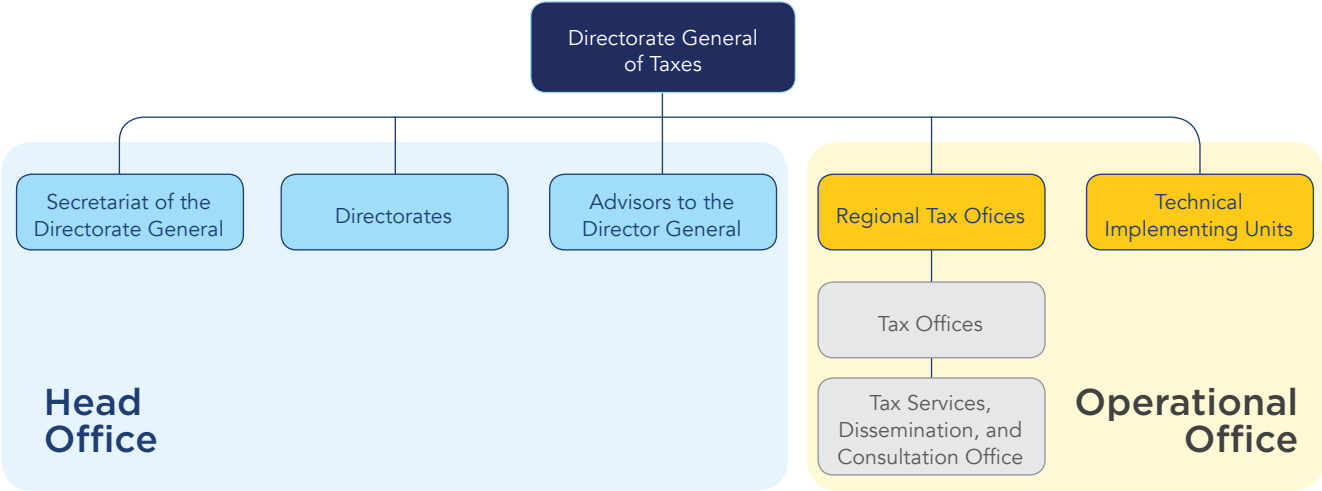 Directorate General
of Taxes
Secretariat of the
Directorate General
Directorates
Advisors to the
Director General
Regional Tax Ofices
Technical
Implementing Units
Tax Offices
Tax Services,
Dissemination, and
Consultation Office
Head
Office
Operational
Office